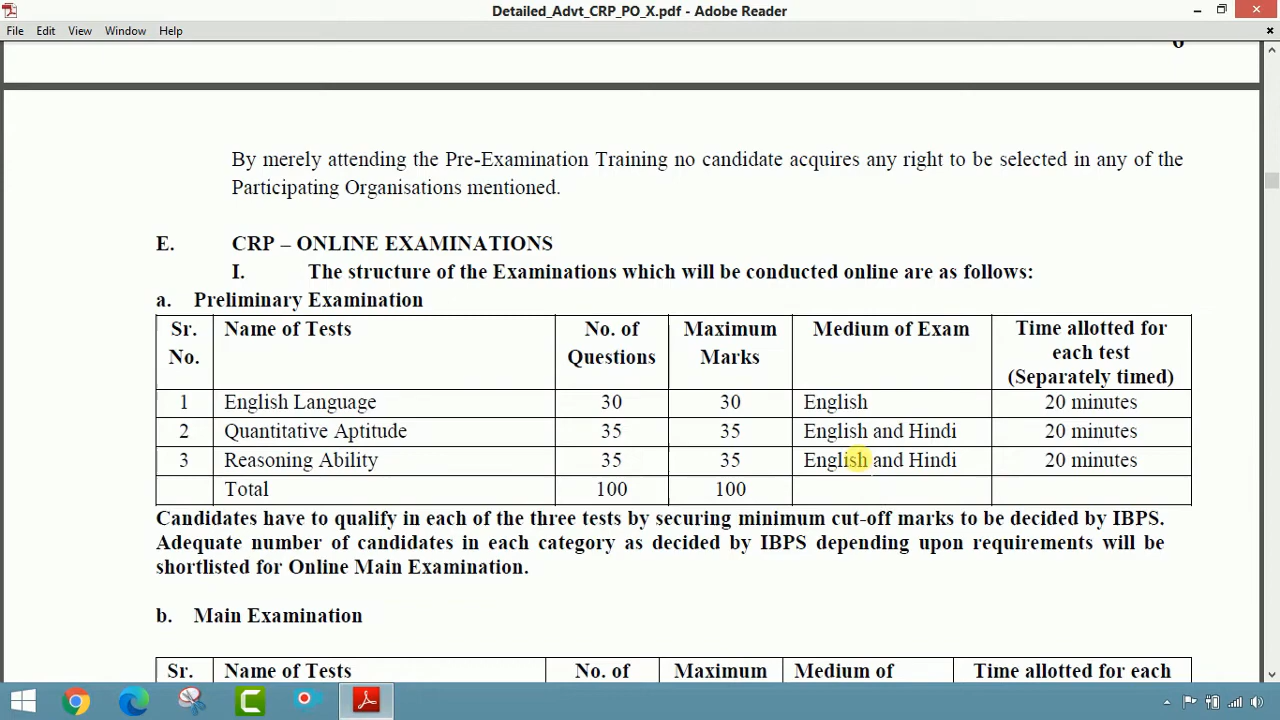 Detailed_Advt_CRP_PO_X.pdf - Adobe Reader
File Edit View Window Help
By merely attending the Pre-Examination Training no candidate acquires any right to be selected in any of the
Participating Organisations mentioned.
E. CRP – ONLINE EXAMINATIONS
I. The structure of the Examinations which will be conducted online are as follows:
a. Preliminary Examination
Sr. No. Name of Tests No. of Questions Maximum Marks Medium of Exam Time allotted for each test (Separately timed)
1 English Language 30 30 English 20 minutes
2 Quantitative Aptitude 35 35 English and Hindi 20 minutes
3 Reasoning Ability 35 35 English and Hindi 20 minutes
Total 100 100
Candidates have to qualify in each of the three tests by securing minimum cut-off marks to be decided by IBPS.
Adequate number of candidates in each category as decided by IBPS depending upon requirements will be
shortlisted for Online Main Examination.
b. Main Examination
Sr. Name of Tests No. of Maximum Medium of Time allotted for each